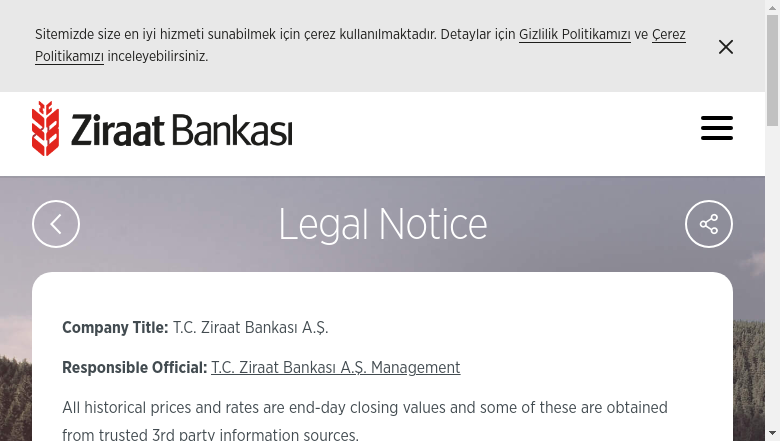 Sitemizde size en iyi hizmeti sunabilmek için çerez kullanılmaktadır. Detaylar için Gizlilik Politikamızı ve Çerez
Politikamızı inceleyebilirsiniz.
Ziraat Bankası
Legal Notice
Company Title: T.C. Ziraat Bankası A.Ş.
Responsible Official: T.C. Ziraat Bankası A.Ş. Management
All historical prices and rates are end-day closing values and some of these are obtained
from trusted 3rd party information sources.